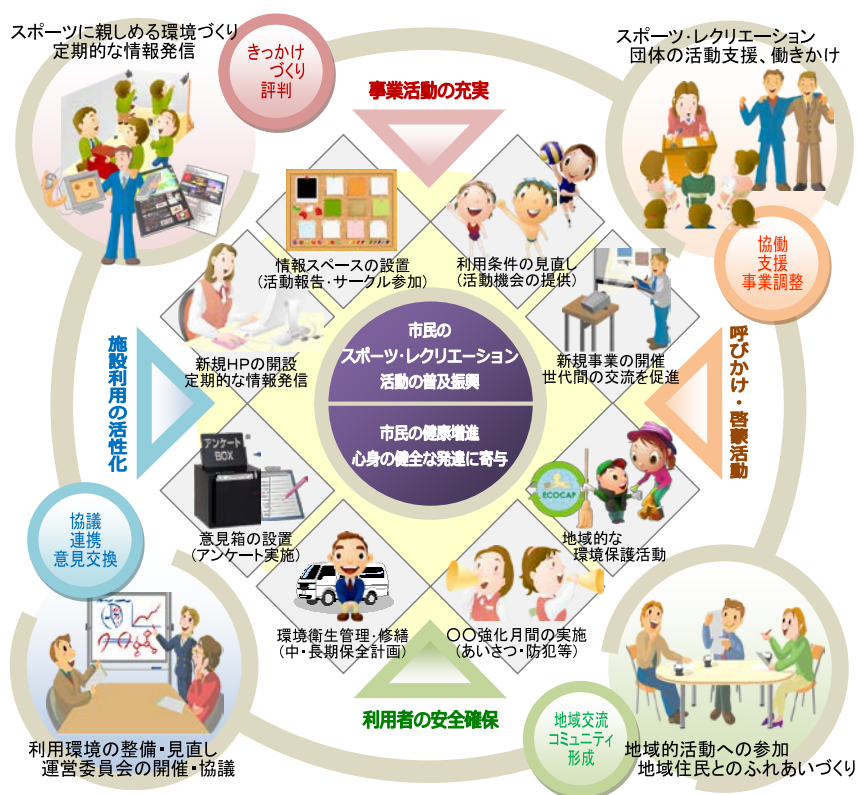 スポーツに親しめる環境づくり
定期的な情報発信
きっかけ
づくり
評判
事業活動の充実
スポーツ・レクリエーション
団体の活動支援、働きかけ
協働
支援
事業調整
情報スペースの設置
(活動報告・サークル参加)
利用条件の見直し
(活動機会の提供)
新規HPの開設
定期的な情報発信
市民の
スポーツ・レクリエーション
活動の普及振興
市民の健康増進
心身の健全な発達に寄与
新規事業の開催
世代間の交流を促進
施設利用の活性化
呼びかけ・啓蒙活動
アンケート
BOX
意見箱の設置
(アンケート実施)
ECOCAP
地域的な
環境保護活動
協議
連携
意見交換
環境衛生管理・修繕
(中・長期保全計画)
〇〇強化月間の実施
(あいさつ・防犯等)
利用者の安全確保
利用環境の整備・見直し
運営委員会の開催・協議
地域交流
コミュニティ
形成
地域的活動への参加
地域住民とのふれあいづくり